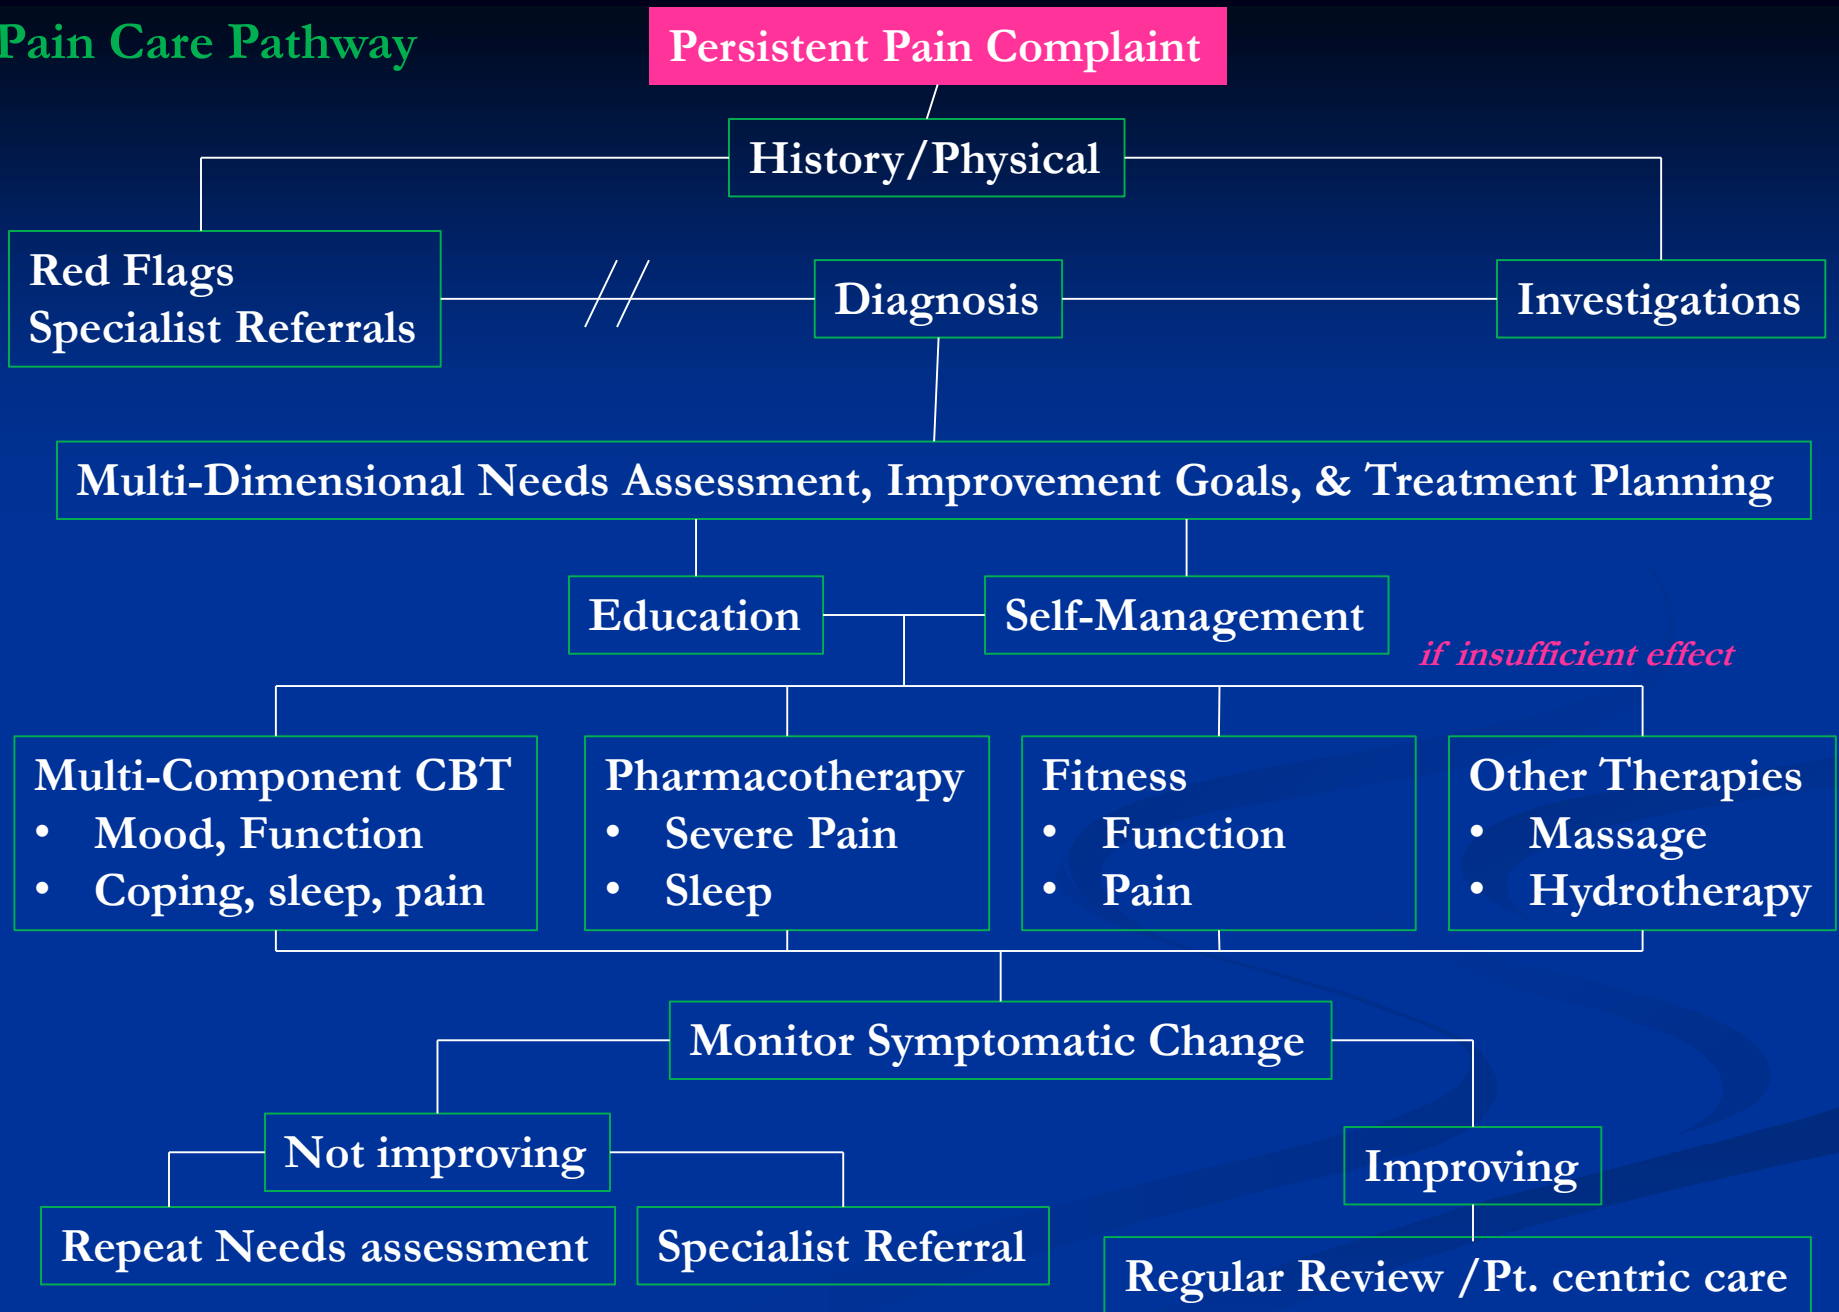 Pain Care Pathway
Persistent Pain Complaint
History/Physical
Red Flags
Specialist Referrals
Diagnosis
Investigations
Multi-Dimensional Needs Assessment, Improvement Goals, & Treatment Planning
Education
Self-Management
if insufficient effect
Multi-Component CBT
• Mood, Function
• Coping, sleep, pain
Pharmacotherapy
• Severe Pain
• Sleep
Fitness
• Function
• Pain
Other Therapies
• Massage
• Hydrotherapy
Monitor Symptomatic Change
Not improving
Improving
Repeat Needs assessment
Specialist Referral
Regular Review /Pt. centric care